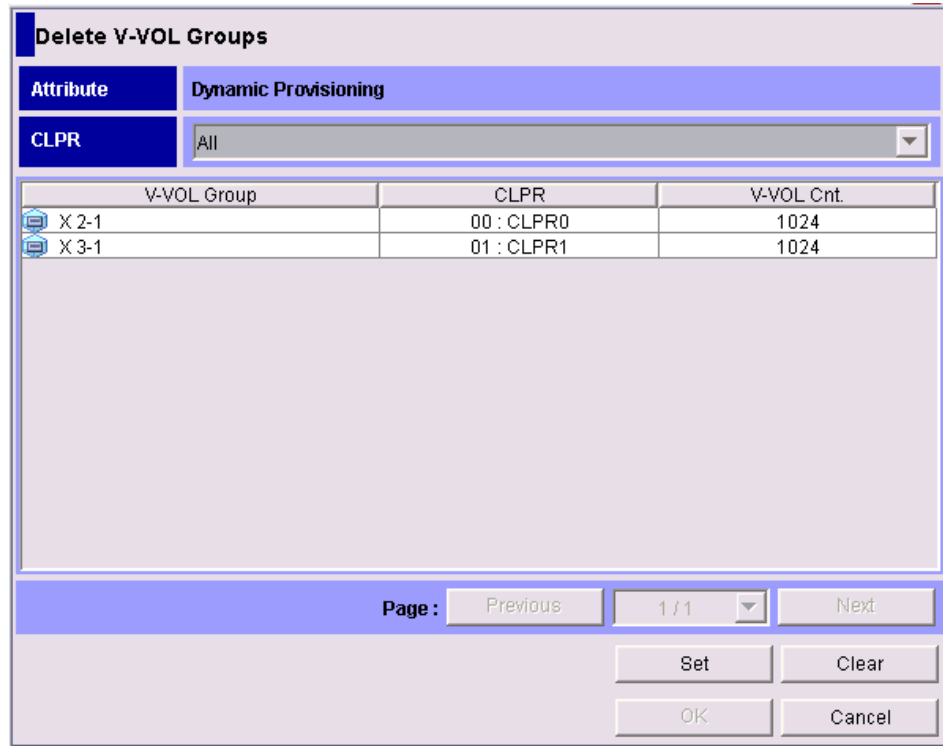 Delete V-VOL Groups
Attribute Dynamic Provisioning
CLPR All
V-VOL Group CLPR V-VOL Cnt.
X 2-1 00 : CLPR0 1024
X 3-1 01 : CLPR1 1024
Page : Previous 1 / 1 Next
Set Clear
OK Cancel